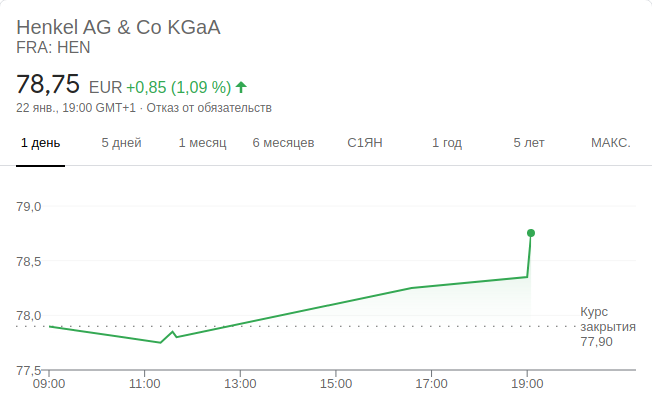 Henkel AG & Co KGaA
FRA: HEN
78,75 EUR +0,85 (1,09 %)
22 янв., 19:00 GMT+1 · Отказ от обязательств
1 день 5 дней 1 месяц 6 месяцев С1ЯН 1 год 5 лет МАКС.
79,0
78,5
78,0
77,5
Курс
закрытия
77,90
09:00 11:00 13:00 15:00 17:00 19:00